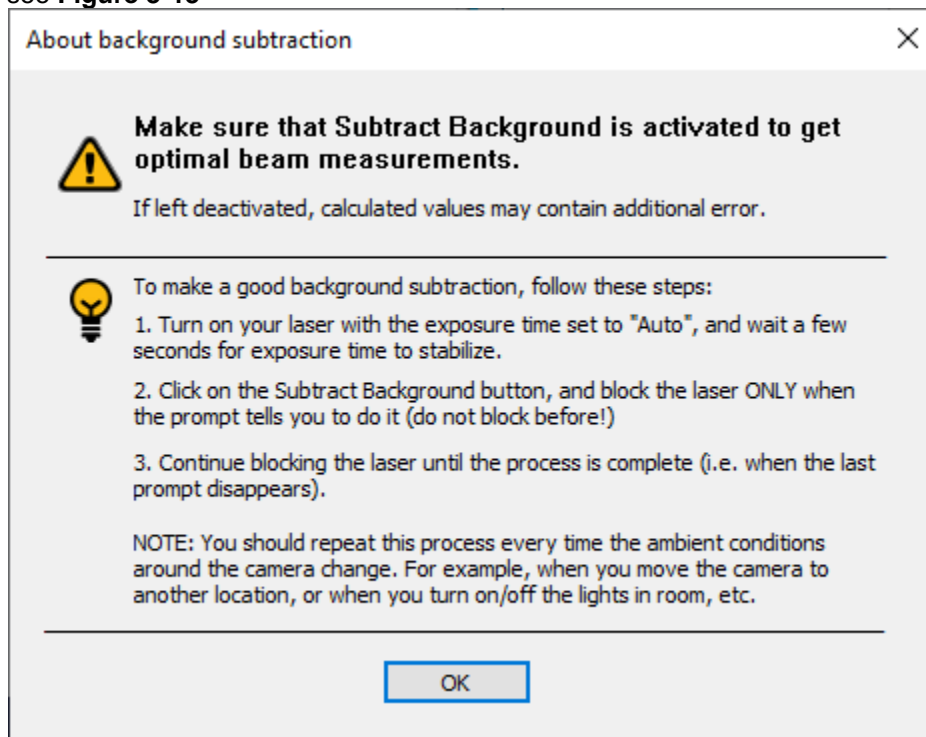 see Figure 3-10
About background subtraction
Make sure that Subtract Background is activated to get
optimal beam measurements.
If left deactivated, calculated values may contain additional error.
To make a good background subtraction, follow these steps:
1. Turn on your laser with the exposure time set to "Auto", and wait a few
seconds for exposure time to stabilize.
2. Click on the Subtract Background button, and block the laser ONLY when
the prompt tells you to do it (do not block before!)
3. Continue blocking the laser until the process is complete (i.e. when the last
prompt disappears).
NOTE: You should repeat this process every time the ambient conditions
around the camera change. For example, when you move the camera to
another location, or when you turn on/off the lights in room, etc.
OK